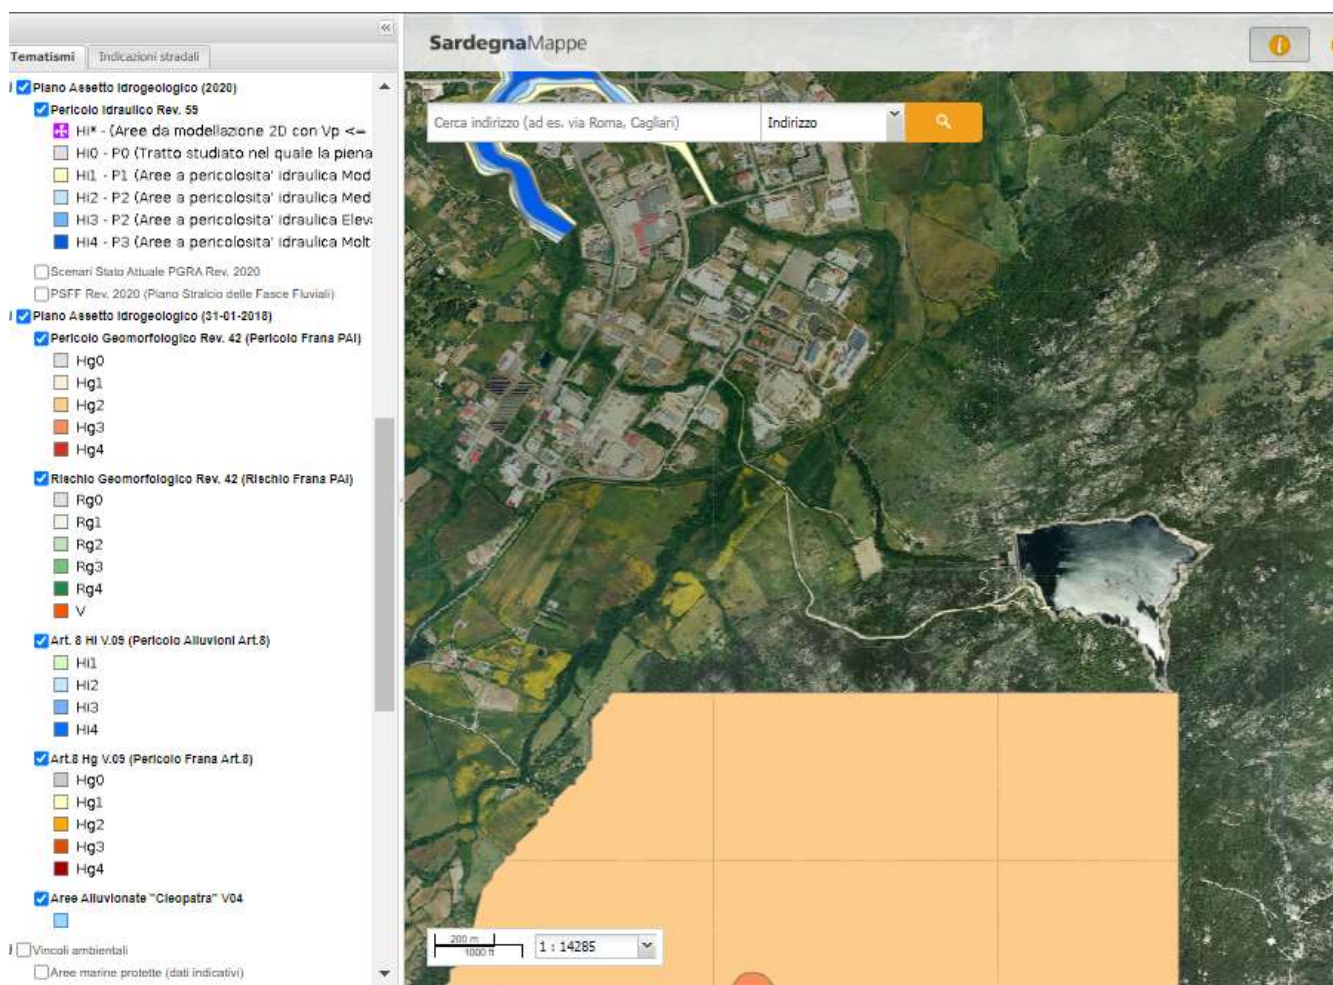 SardegnaMappe
Tematismi
Indicazioni stradali
Cerca indirizzo (ad es. via Roma, Cagliari)
Indirizzo
Piano Assetto Idrogeologico (2020)
Pericolo Idraulico Rev. 59
Hi* - (Aree da modellazione 2D con Vp <=
Hi0 - P0 (Tratto studiato nel quale la piena
Hi1 - P1 (Aree a pericolosita' idraulica Mod
Hi2 - P2 (Aree a pericolosita' idraulica Med
Hi3 - P2 (Aree a pericolosita' idraulica Elev
Hi4 - P3 (Aree a pericolosita' idraulica Molt
Scenari Stato Attuale PGRA Rev. 2020
PSFF Rev. 2020 (Piano Stralcio delle Fasce Fluviali)
Piano Assetto Idrogeologico (31-01-2018)
Pericolo Geomorfologico Rev. 42 (Pericolo Frana PAI)
Hg0
Hg1
Hg2
Hg3
Hg4
Rischio Geomorfologico Rev. 42 (Rischio Frana PAI)
Rg0
Rg1
Rg2
Rg3
Rg4
V
Art. 8 Hi V.09 (Pericolo Alluvioni Art.8)
Hi1
Hi2
Hi3
Hi4
Art.8 Hg V.09 (Pericolo Frana Art.8)
Hg0
Hg1
Hg2
Hg3
Hg4
Aree Alluvionate "Cleopatra" V04
Vincoli ambientali
Aree marine protette (dati indicativi)
200 m
1000 ft
1 : 14285